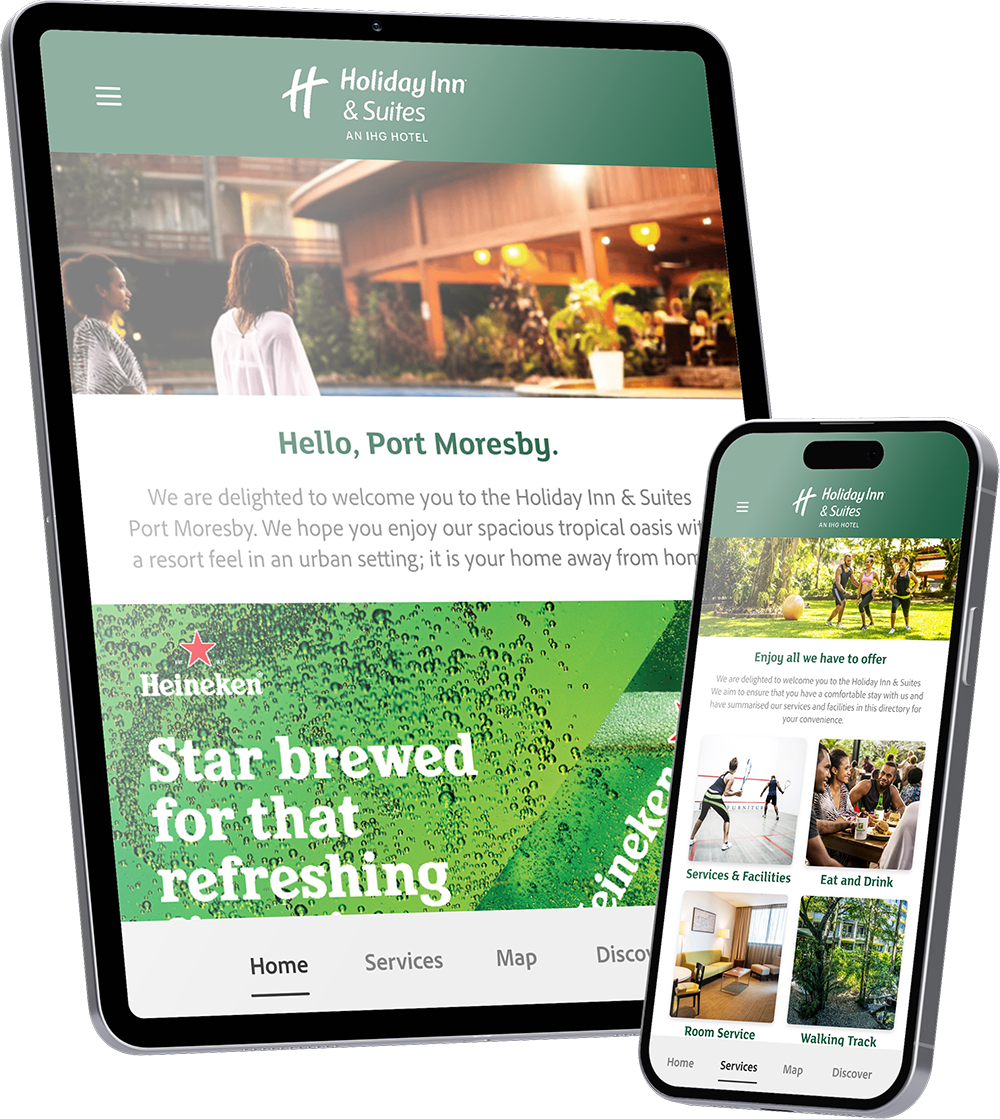 Holiday Inn
& Suites
AN IHG HOTEL
Hello, Port Moresby.
We are delighted to welcome you to the Holiday Inn & Suites
Port Moresby. We hope you enjoy our spacious tropical oasis
a resort feel in an urban setting; it is your home away from
Heineken
Star brewed
for that
refreshing
Home
Services
Map
Holiday Inn
& Suites
AN IHG HOTEL
Enjoy all we have to offer
We are delighted to welcome you to the Holiday Inn & Suites
We aim to ensure that you have a comfortable stay with us and
have summarised our services and facilities in this directory for
your convenience.
Services & Facilities
Eat and Drink
Room Service
Walking Track
Home
Services
Map
Discover